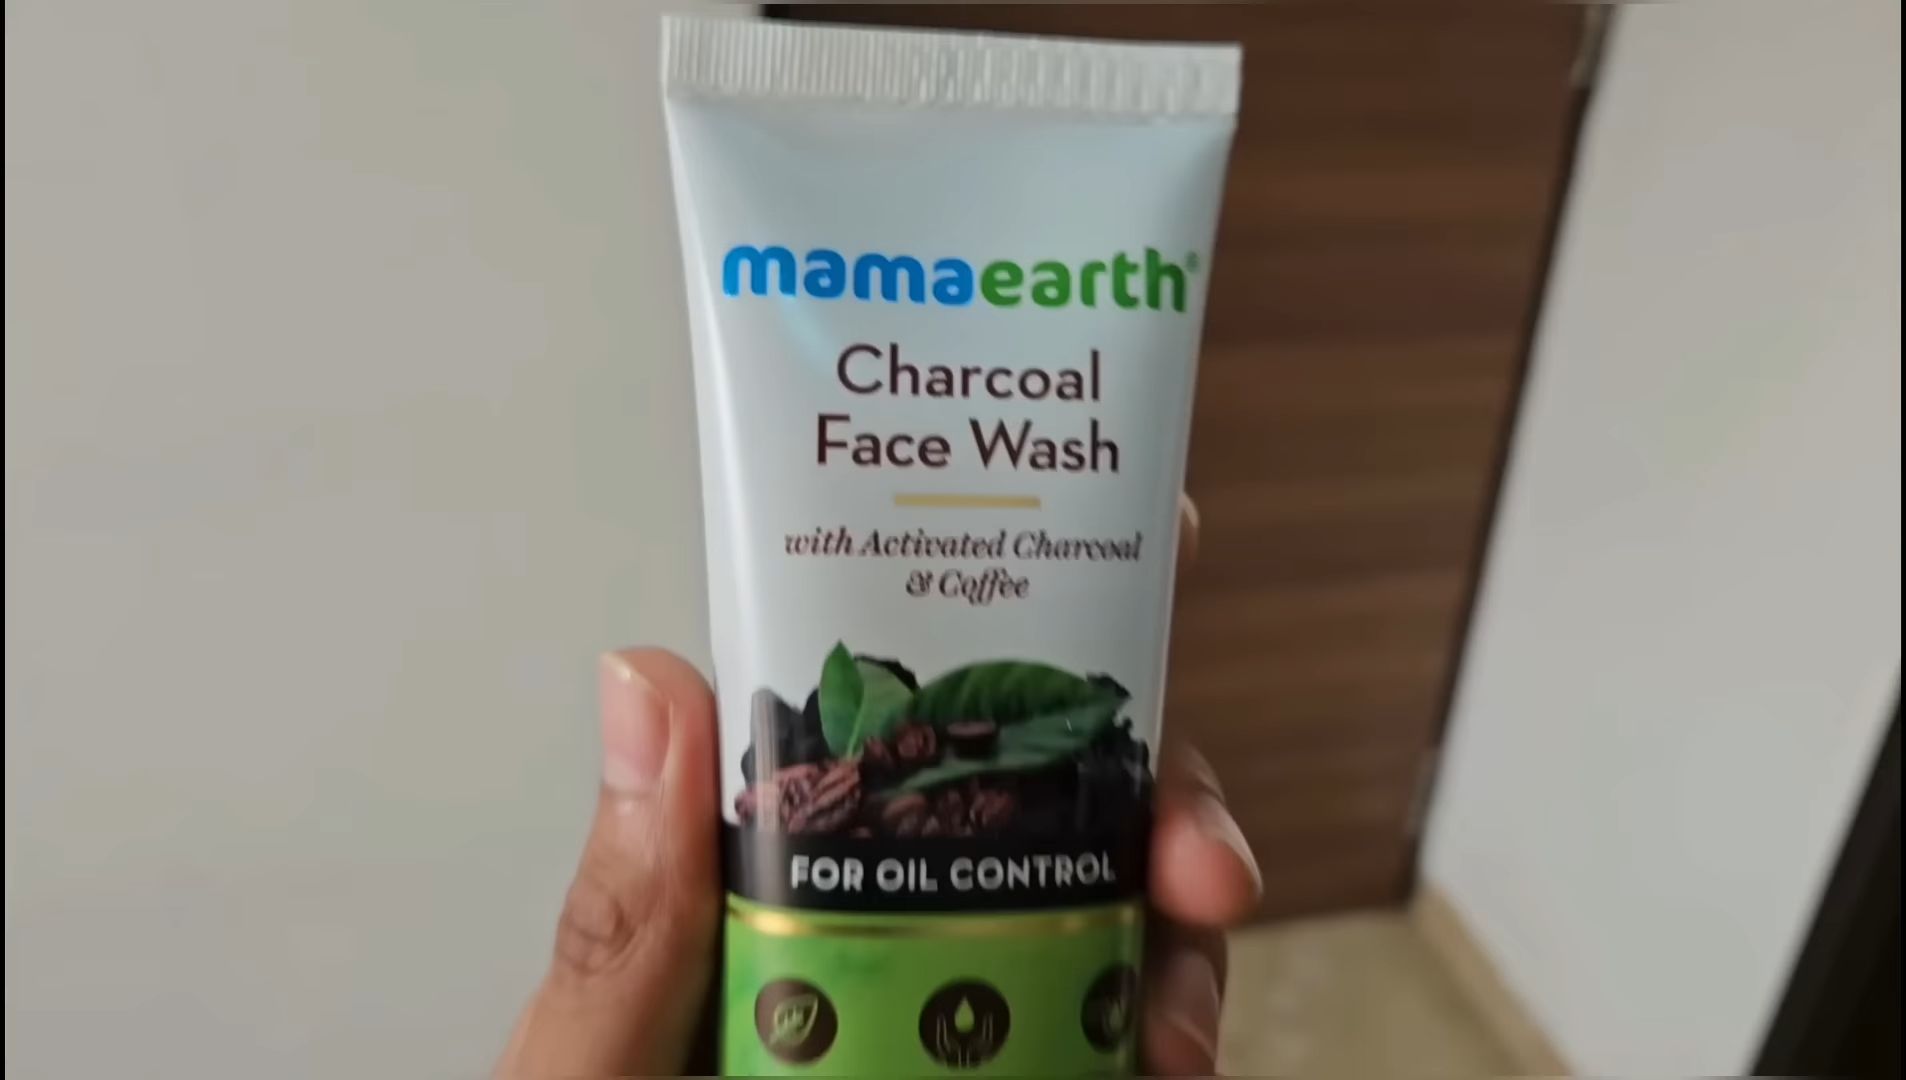 mamaearth®
Charcoal
Face Wash
with Activated Charcoal
& Coffee
FOR OIL CONTROL